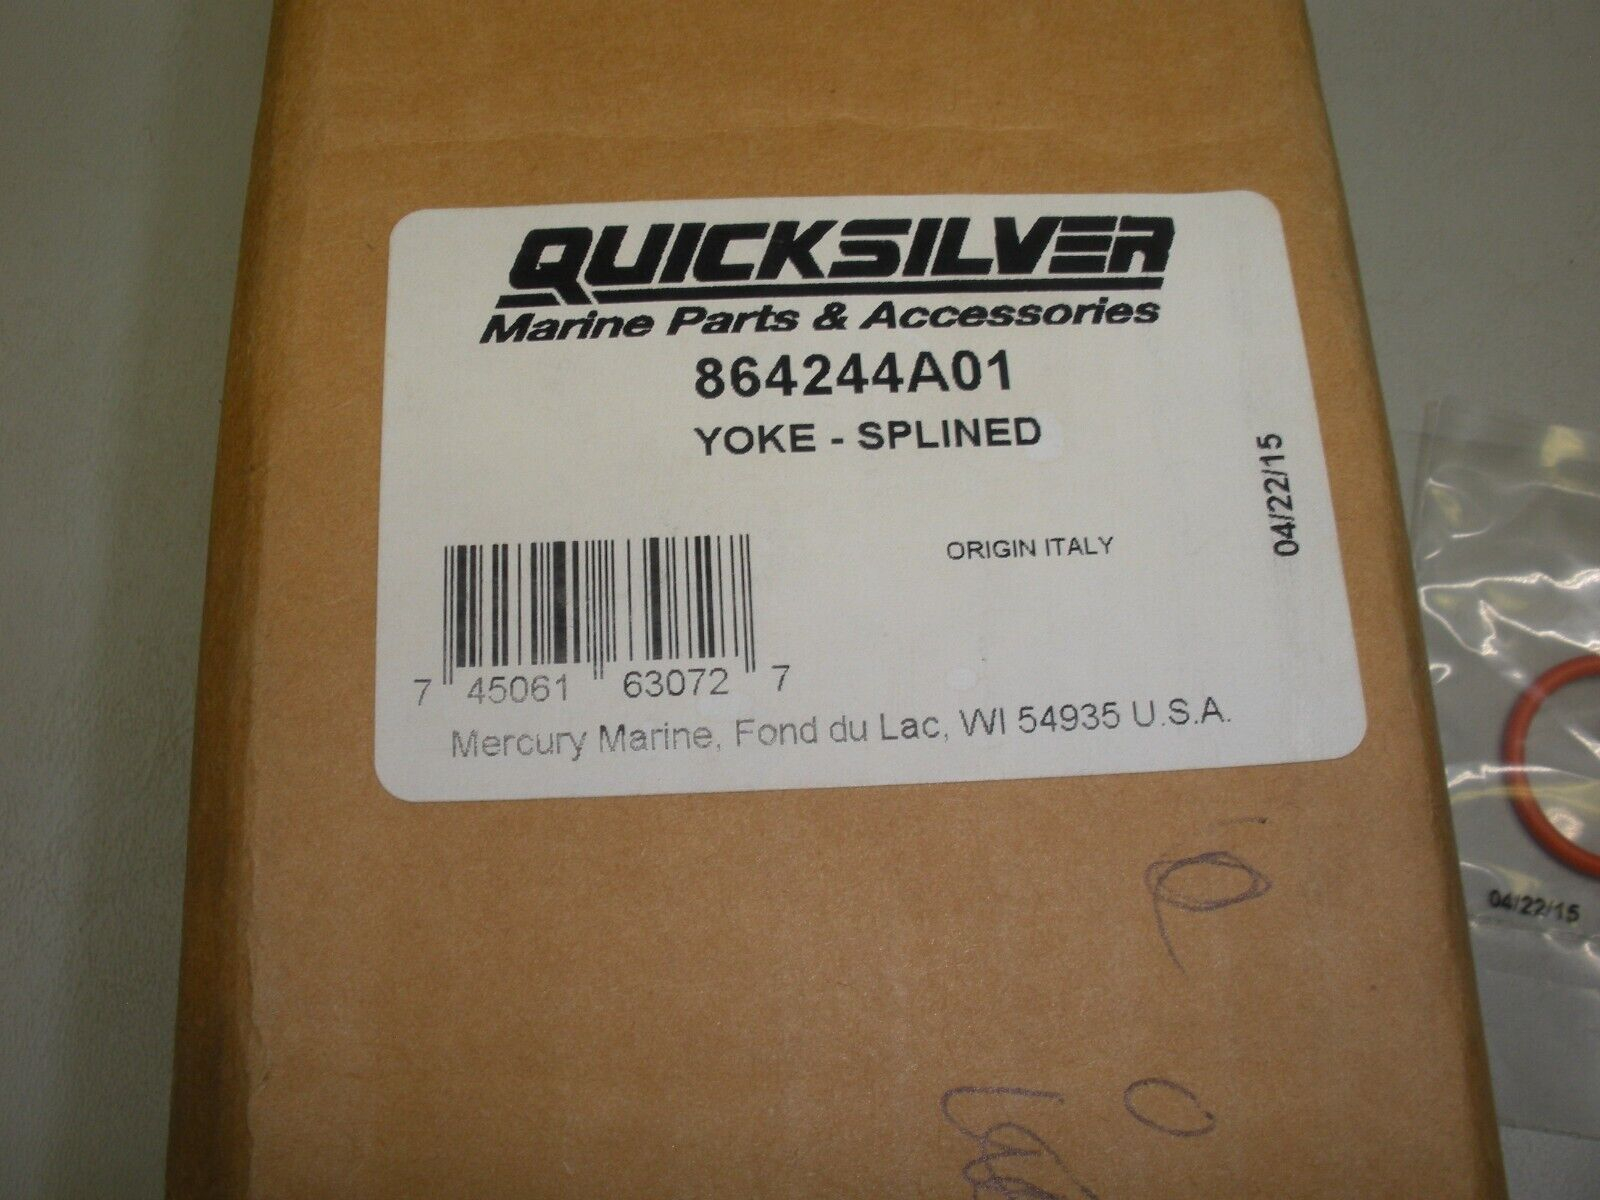 QUICKSILVER
Marine Parts & Accessories
864244A01
YOKE - SPLINED
04/22/15
ORIGIN ITALY
7 45061 63072 7
Mercury Marine, Fond du Lac, WI 54935 U.S.A.
04/22/15